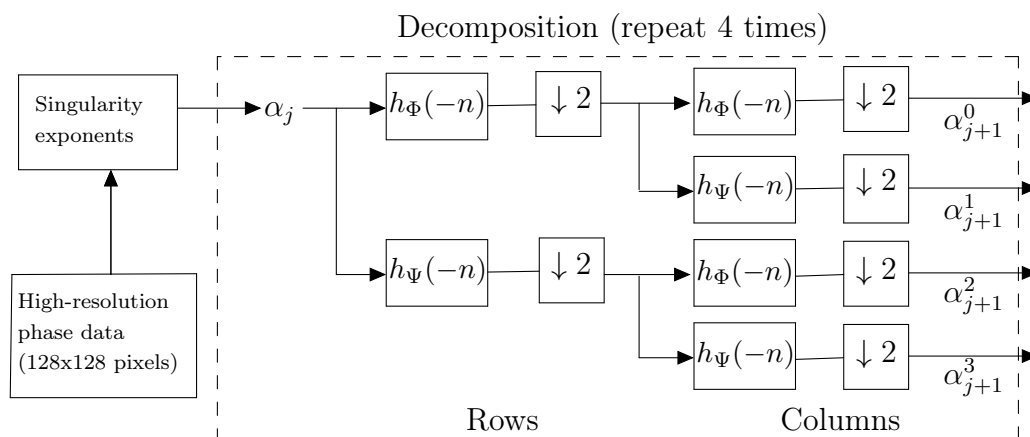 Decomposition (repeat 4 times)
Singularity
exponents
α_j
h_Φ(−n)
↓ 2
h_Φ(−n)
↓ 2
α^0_{j+1}
h_Ψ(−n)
↓ 2
α^1_{j+1}
h_Ψ(−n)
↓ 2
h_Φ(−n)
↓ 2
α^2_{j+1}
High-resolution
phase data
(128x128 pixels)
h_Ψ(−n)
↓ 2
α^3_{j+1}
Rows
Columns